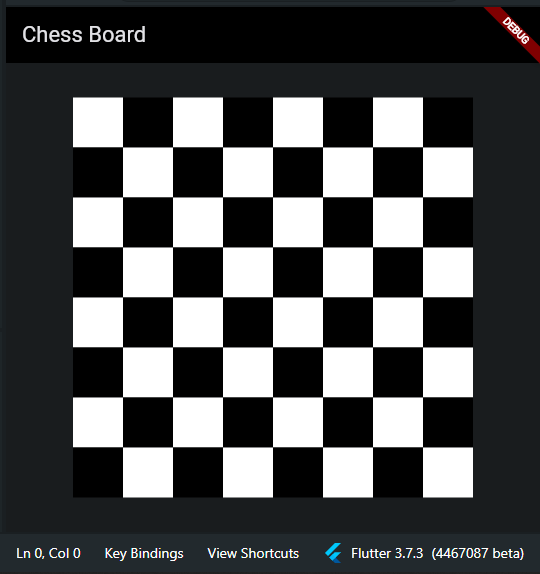 Chess Board
DEBUG
Ln 0, Col 0 Key Bindings View Shortcuts Flutter 3.7.3 (4467087 beta)